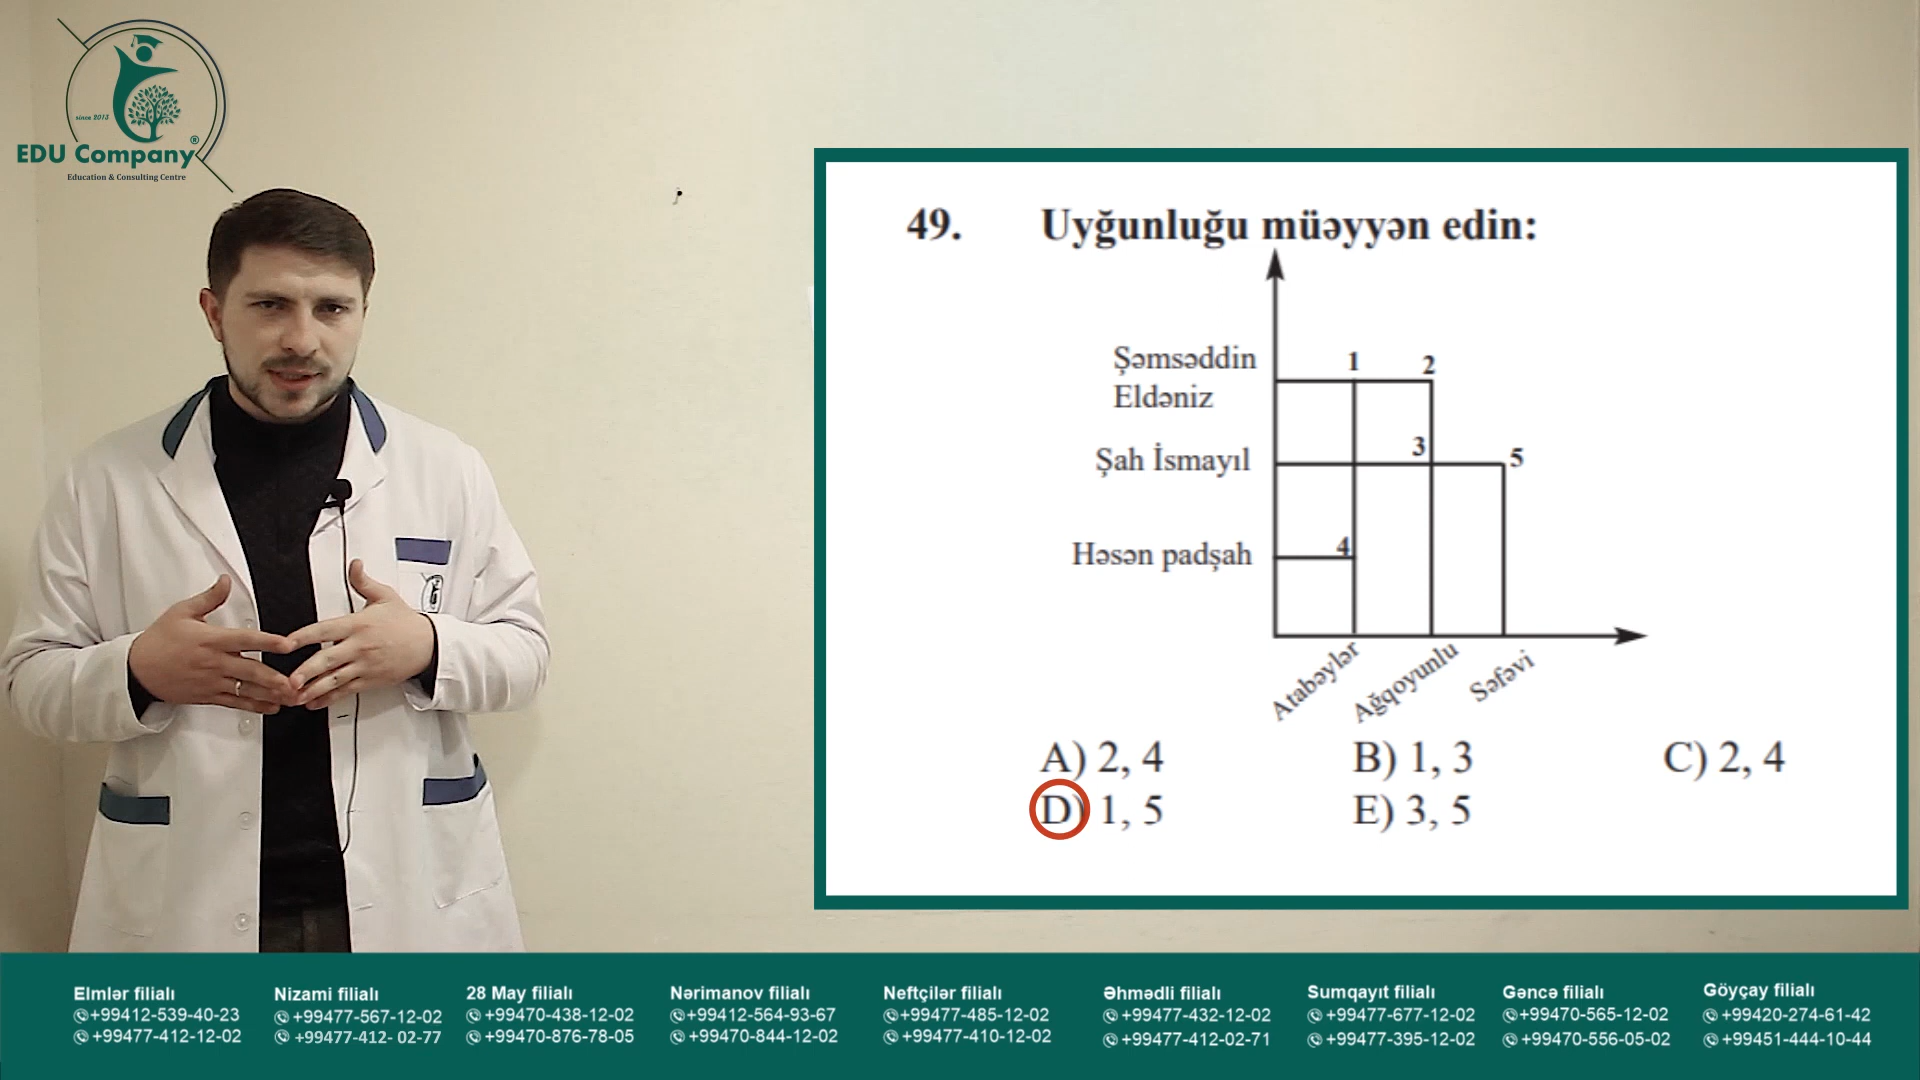 since 2013
EDU Company®
Education & Consulting Centre
49. Uyğunluğu müəyyən edin:
Şəmsəddin
Eldəniz
1
2
Şah İsmayıl
3
5
Həsən padşah
4
Atabəylər
Ağqoyunlu
Səfəvi
A) 2, 4 B) 1, 3 C) 2, 4
D) 1, 5 E) 3, 5
Elmlər filialı
+99412-539-40-23
+99477-412-12-02
Nizami filialı
+99477-567-12-02
+99477-412- 02-77
28 May filialı
+99470-438-12-02
+99470-876-78-05
Nərimanov filialı
+99412-564-93-67
+99470-844-12-02
Neftçilər filialı
+99477-485-12-02
+99477-410-12-02
Əhmədli filialı
+99477-432-12-02
+99477-412-02-71
Sumqayıt filialı
+99477-677-12-02
+99477-395-12-02
Gəncə filialı
+99470-565-12-02
+99470-556-05-02
Göyçay filialı
+99420-274-61-42
+99451-444-10-44